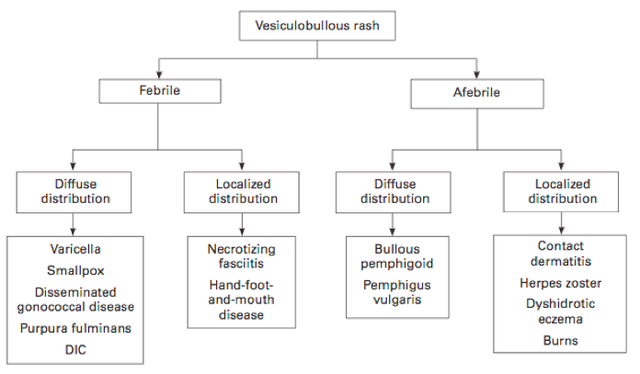 Vesiculobullous rash
Febrile
Afebrile
Diffuse
distribution
Localized
distribution
Diffuse
distribution
Localized
distribution
Varicella
Smallpox
Disseminated
gonococcal disease
Purpura fulminans
DIC
Necrotizing
fasciitis
Hand-foot-
and-mouth
disease
Bullous
pemphigoid
Pemphigus
vulgaris
Contact
dermatitis
Herpes zoster
Dyshidrotic
eczema
Burns